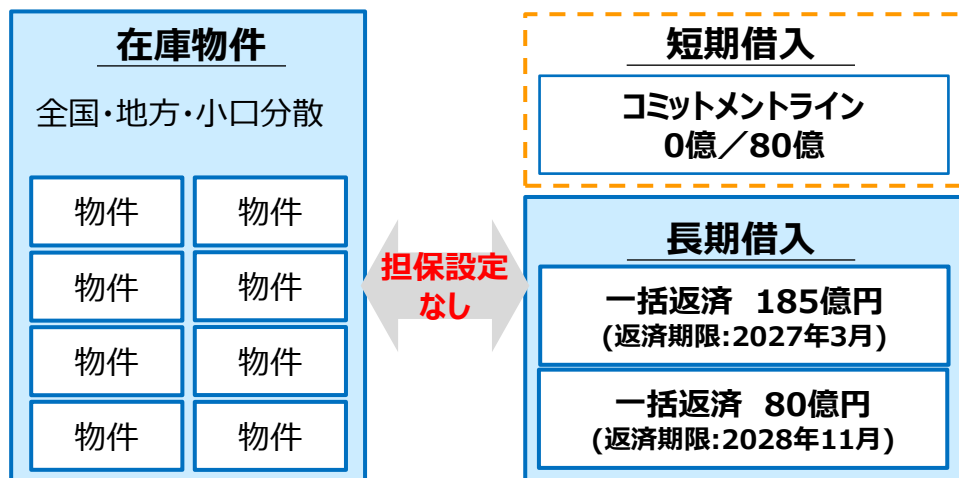 在庫物件
全国・地方・小口分散
物件 物件
物件 物件
物件 物件
物件 物件
担保設定
なし
短期借入
コミットメントライン
0億／80億
長期借入
一括返済 185億円
(返済期限:2027年3月)
一括返済 80億円
(返済期限:2028年11月)